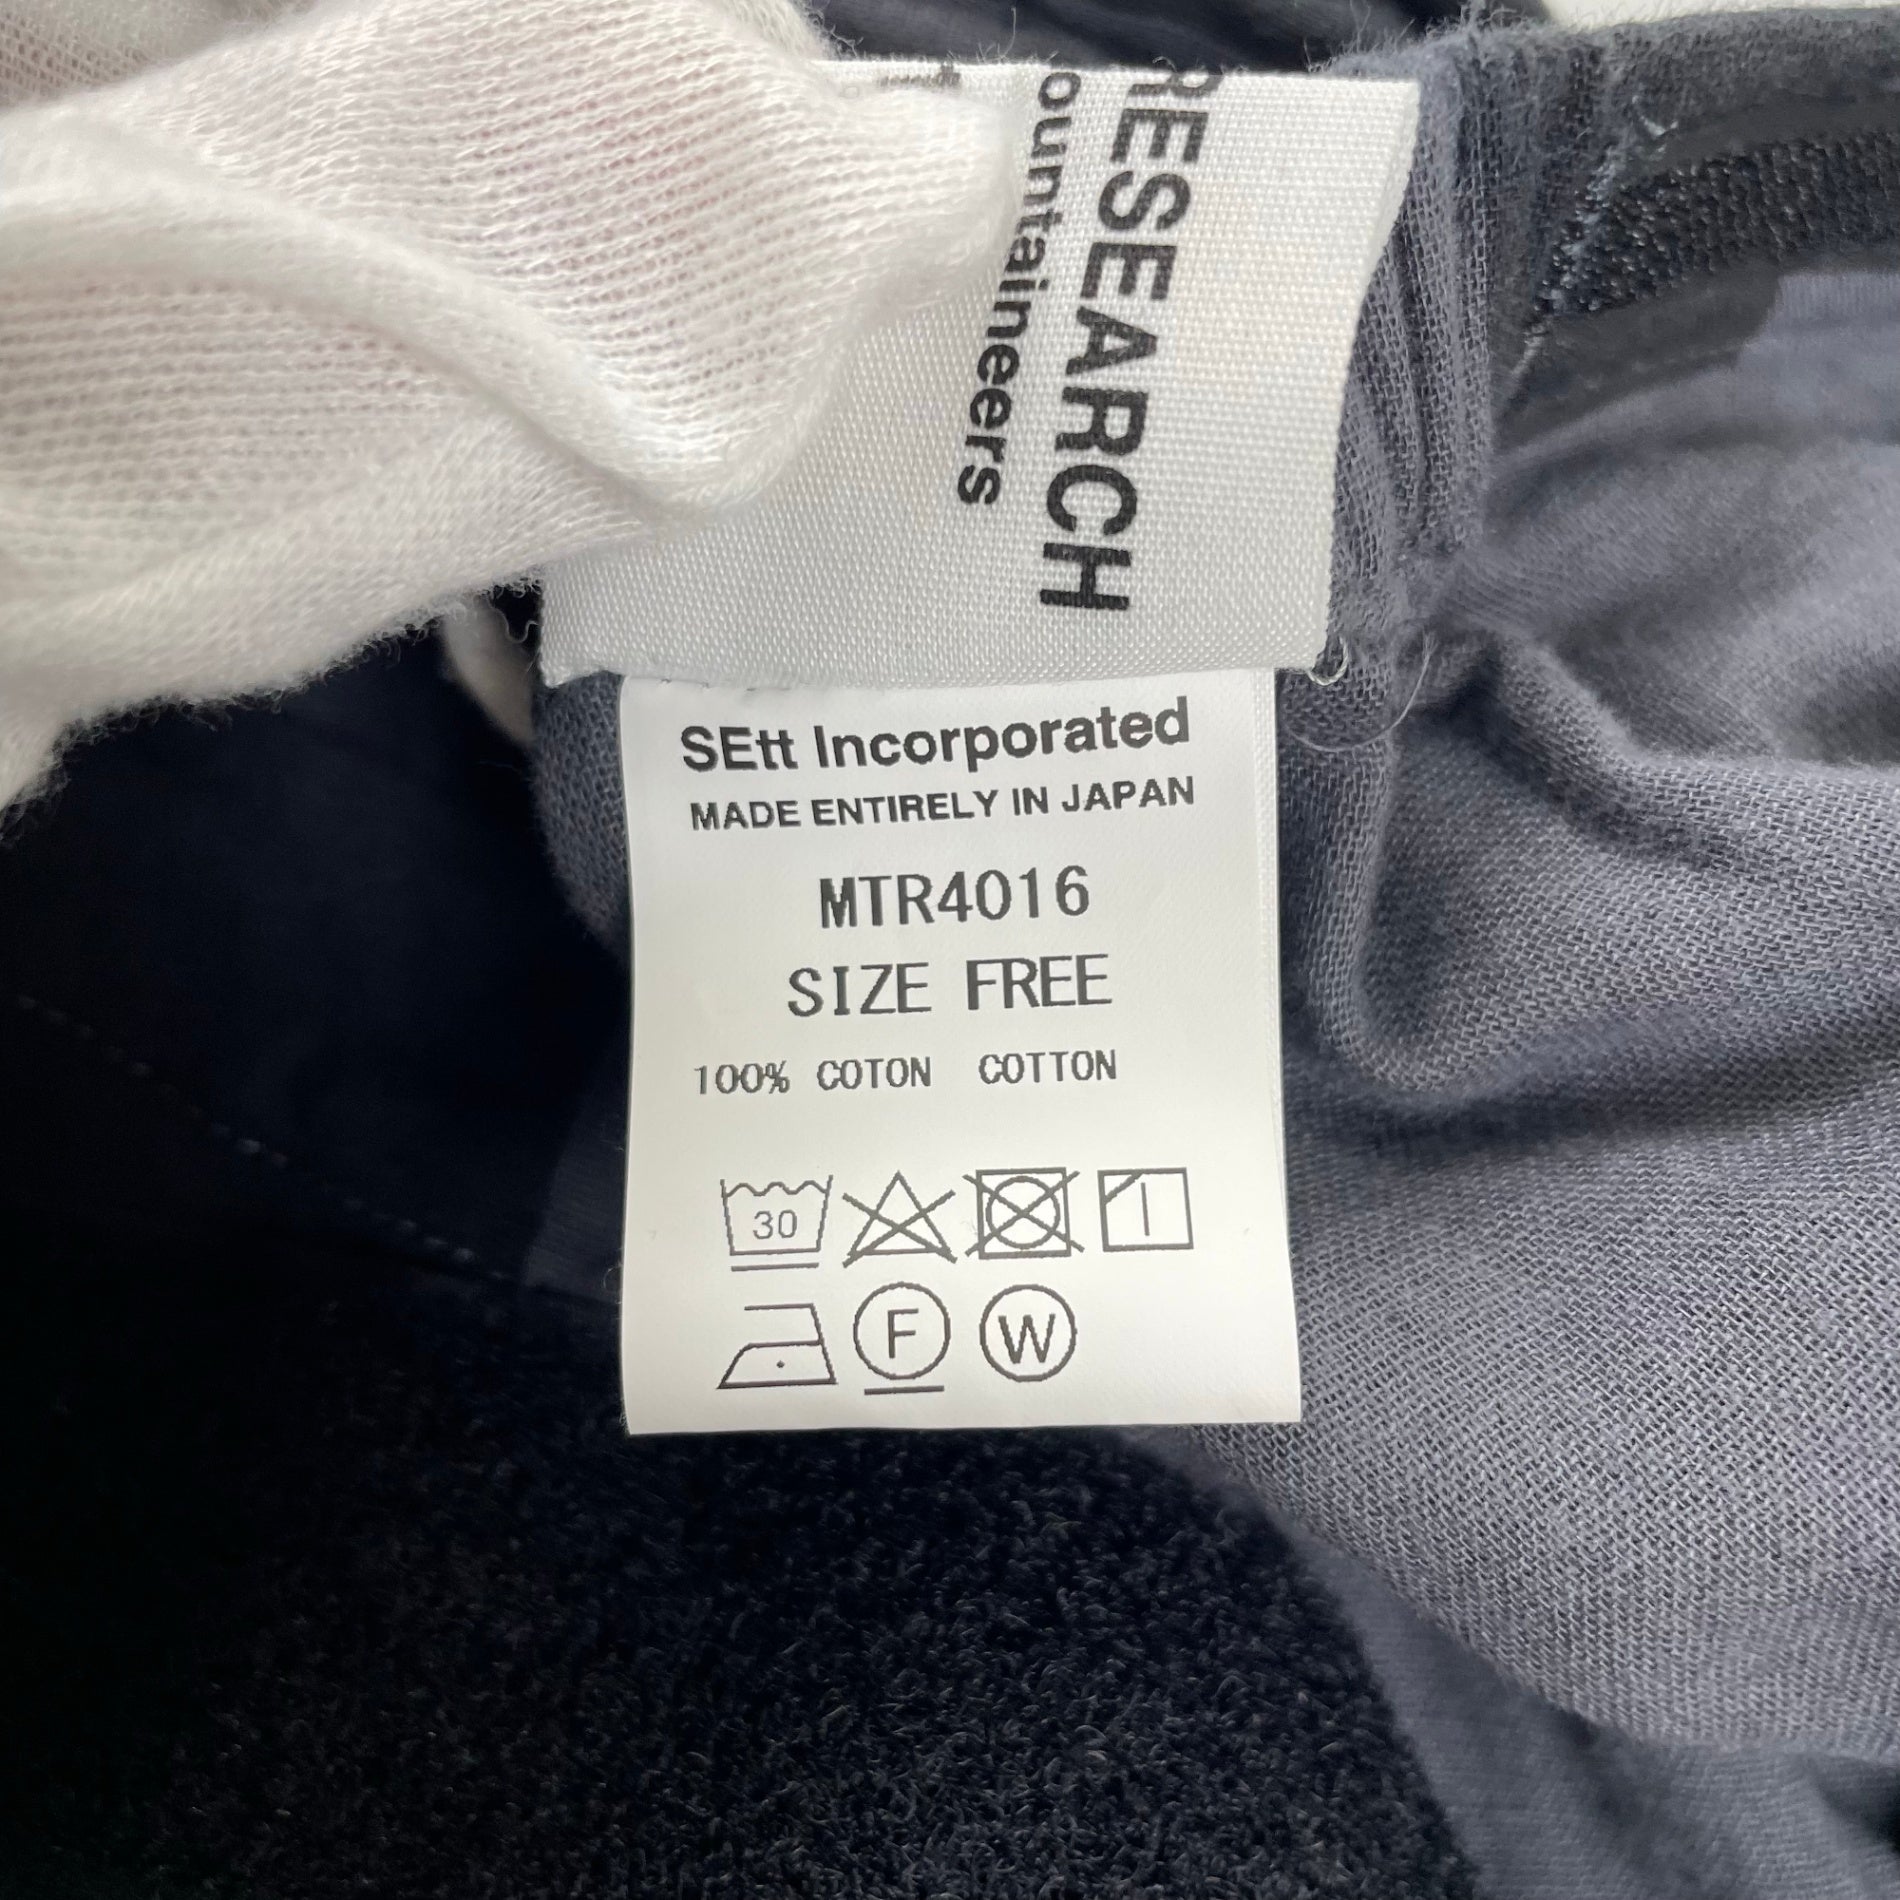 RESEARCH
ountaineers
SEtt Incorporated
MADE ENTIRELY IN JAPAN
MTR4016
SIZE FREE
100% COTON COTTON
30
F
W